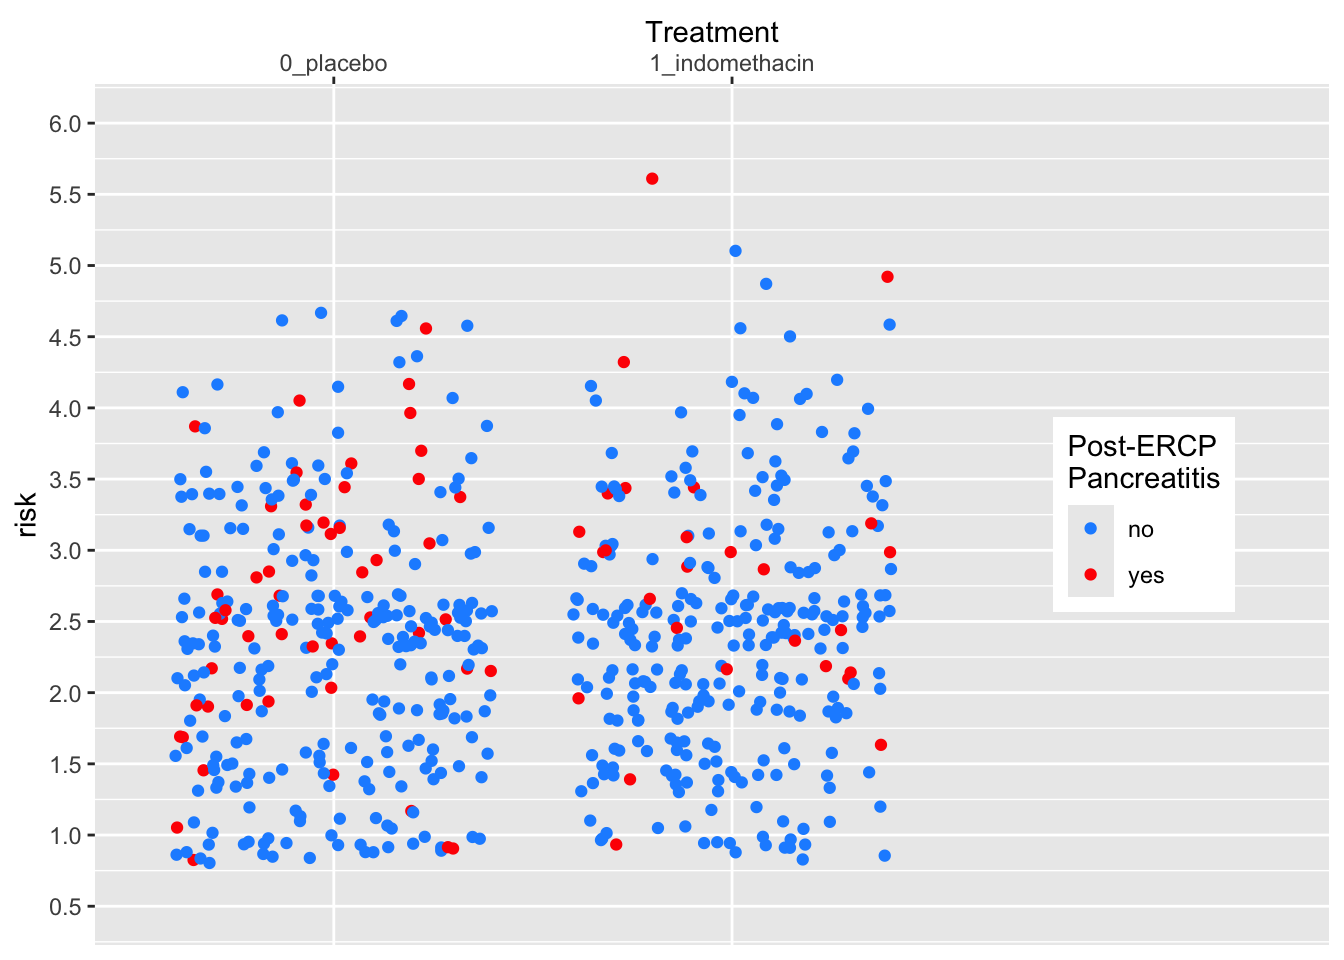 Treatment
0_placebo 1_indomethacin
6.0
5.5
5.0
4.5
4.0
3.5
3.0
2.5
2.0
1.5
1.0
0.5
risk
Post-ERCP
Pancreatitis
no
yes